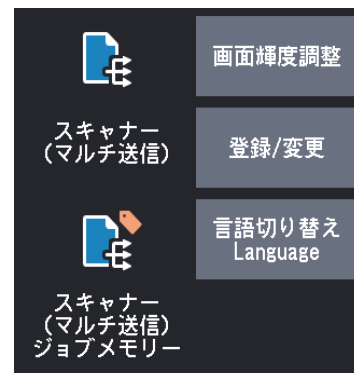 画面輝度調整
スキャナー
(マルチ送信)
登録/変更
言語切り替え
Language
スキャナー
(マルチ送信)
ジョブメモリー